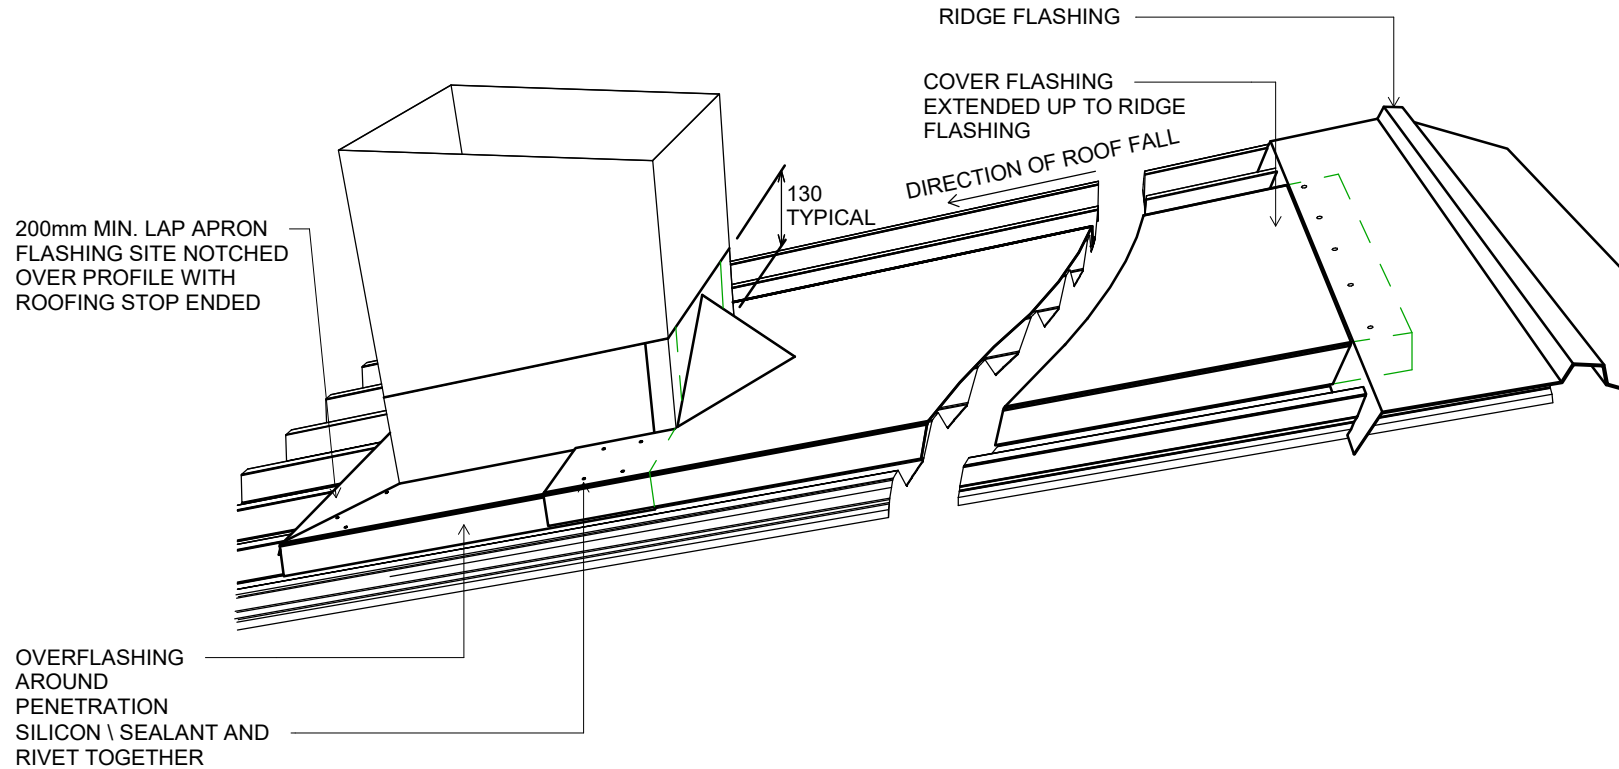 RIDGE FLASHING
COVER FLASHING
EXTENDED UP TO RIDGE
FLASHING
DIRECTION OF ROOF FALL
130
TYPICAL
200mm MIN. LAP APRON
FLASHING SITE NOTCHED
OVER PROFILE WITH
ROOFING STOP ENDED
OVERFLASHING
AROUND
PENETRATION
SILICON \ SEALANT AND
RIVET TOGETHER